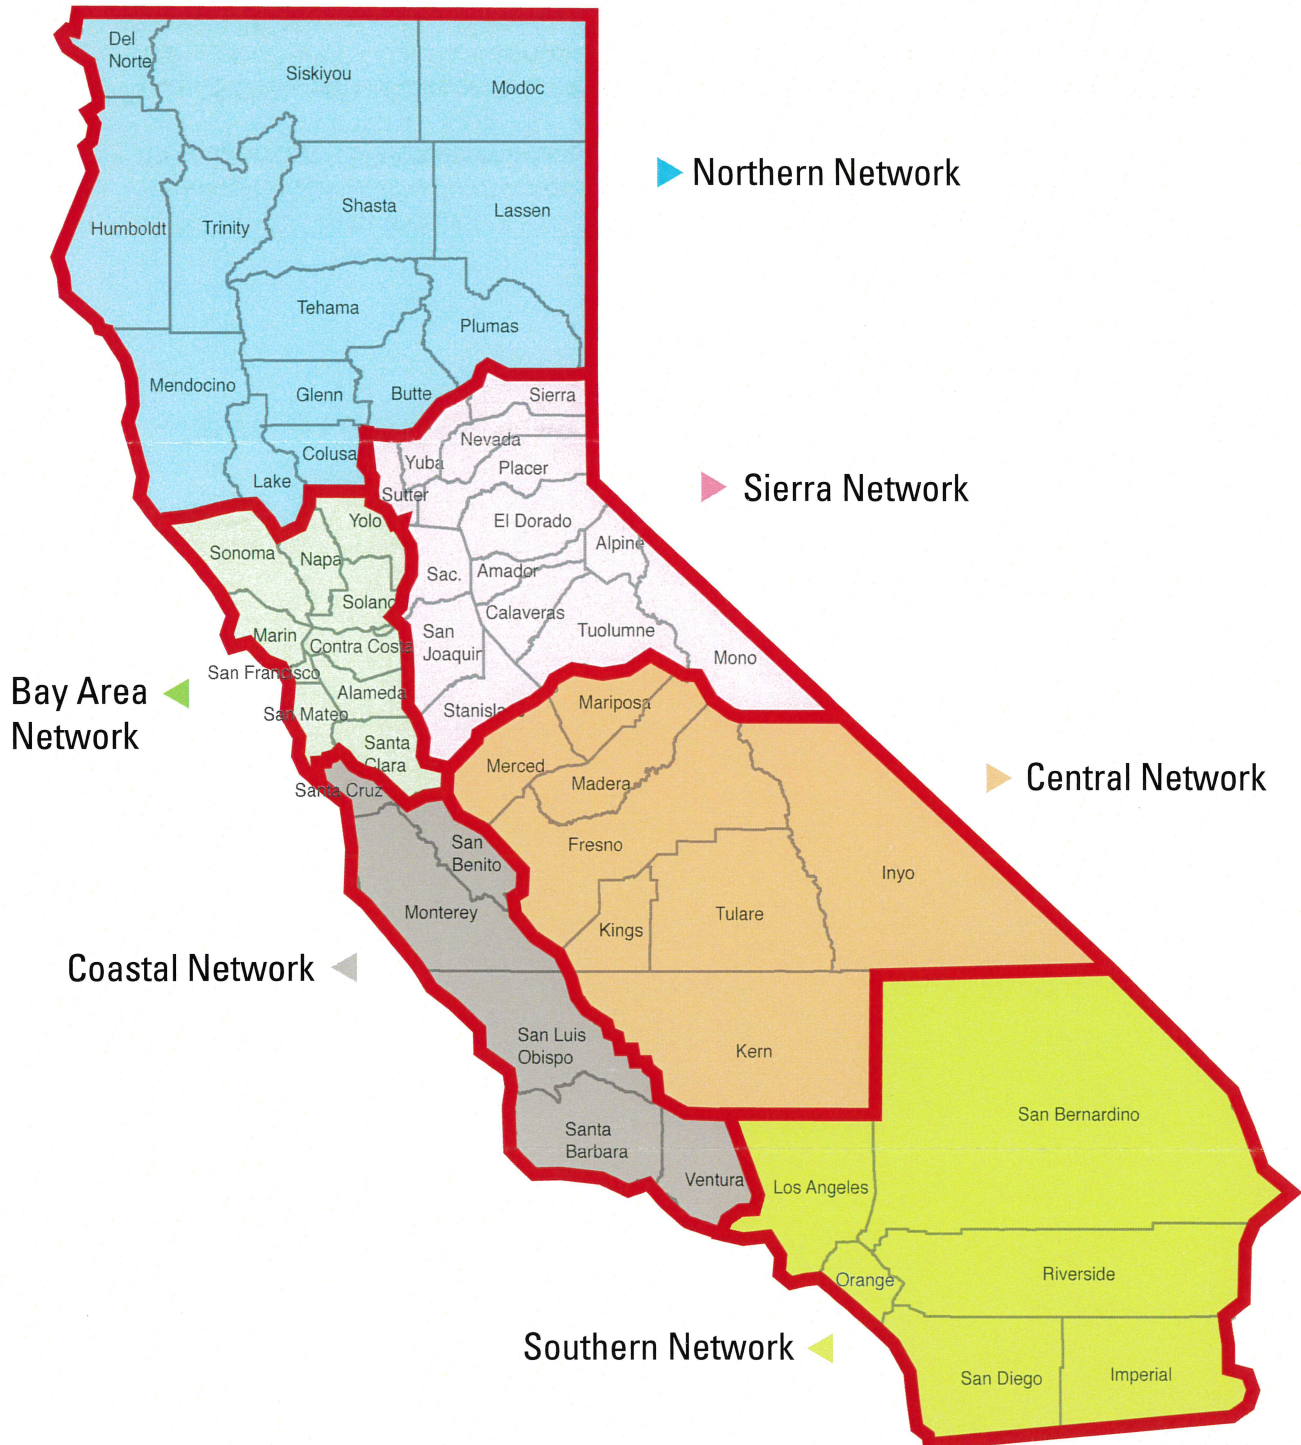 Del
Norte
Siskiyou
Modoc
Northern Network
Shasta
Lassen
Humboldt
Trinity
Tehama
Plumas
Mendocino
Glenn
Butte
Sierra
Nevada
Colusa
Yuba
Placer
Lake
Sutter
Sierra Network
Yolo
El Dorado
Alpine
Sonoma
Napa
Sac.
Amador
Solano
Calaveras
Marin
San
Joaquin
Tuolumne
Contra Costa
Mono
San Francisco
Bay Area
Network
Alameda
Mariposa
San Mateo
Stanislaus
Santa
Clara
Merced
Central Network
Madera
Santa Cruz
San
Benito
Fresno
Inyo
Monterey
Tulare
Kings
Coastal Network
San Luis
Obispo
Kern
San Bernardino
Santa
Barbara
Ventura
Los Angeles
Orange
Riverside
Southern Network
San Diego
Imperial